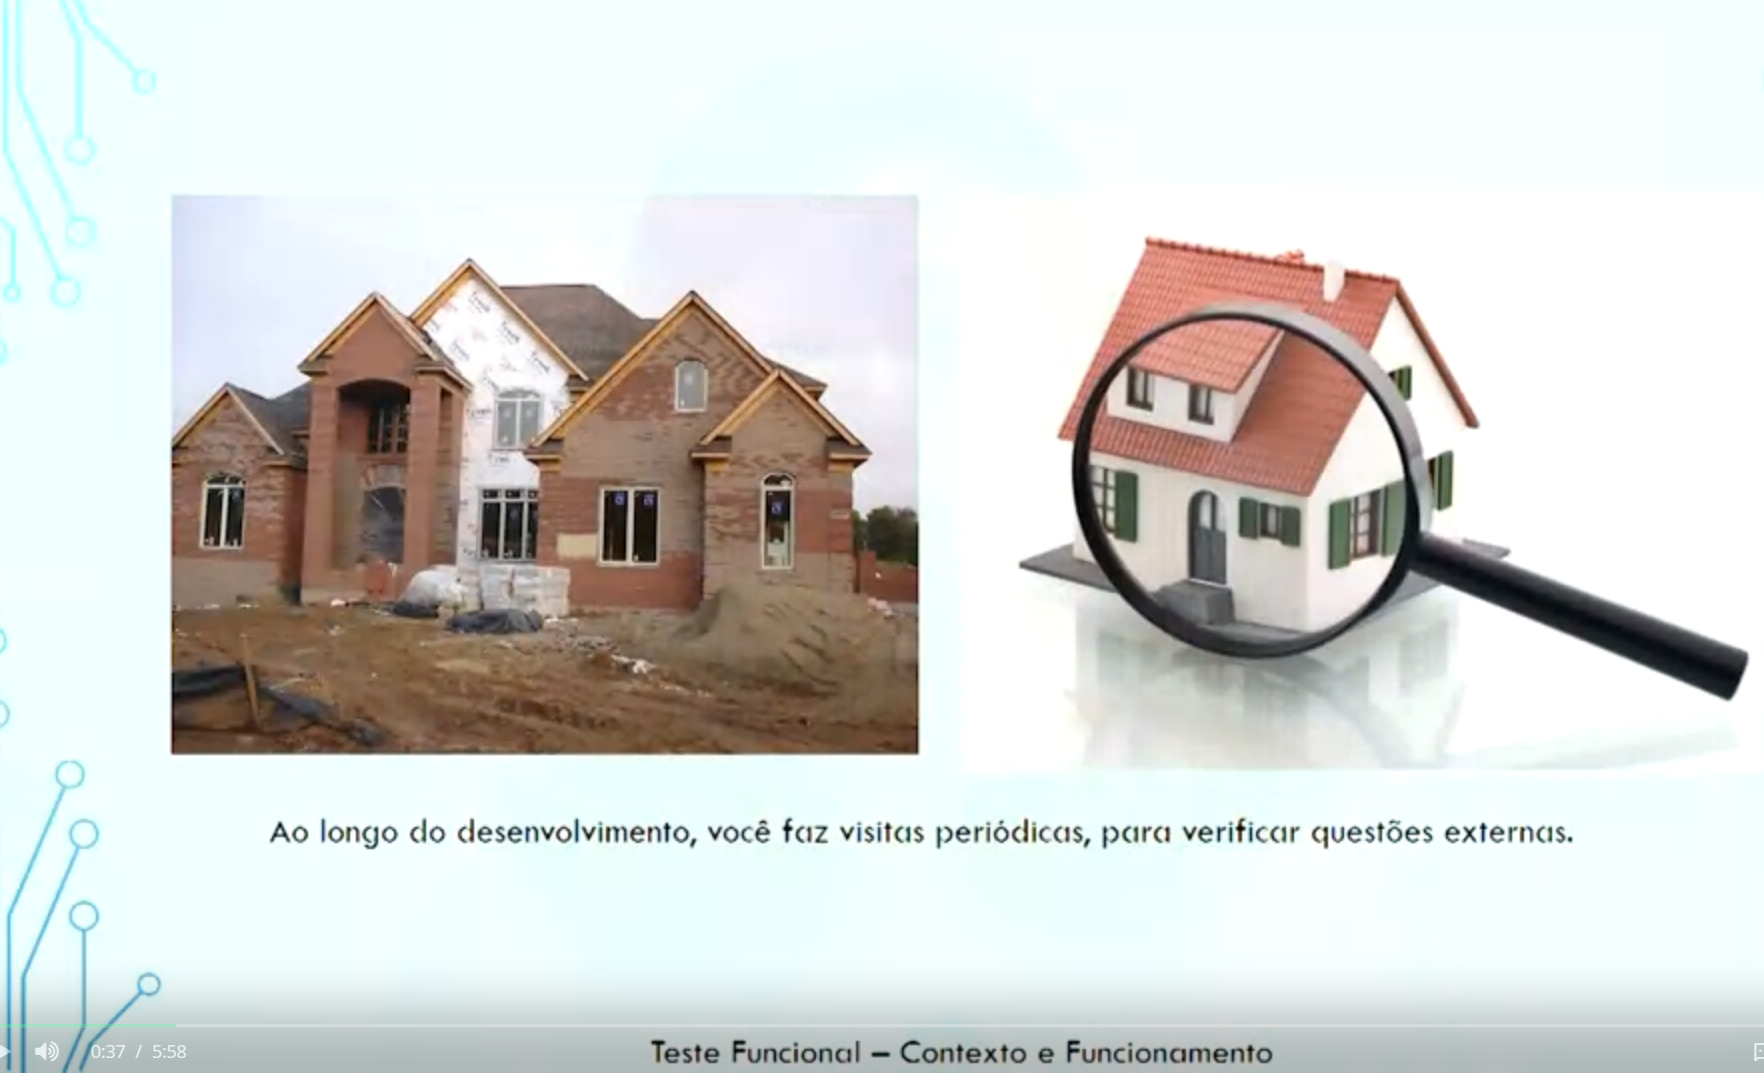 Ao longo do desenvolvimento, você faz visitas periódicas, para verificar questões externas.
0:37 / 5:58
Teste Funcional – Contexto e Funcionamento